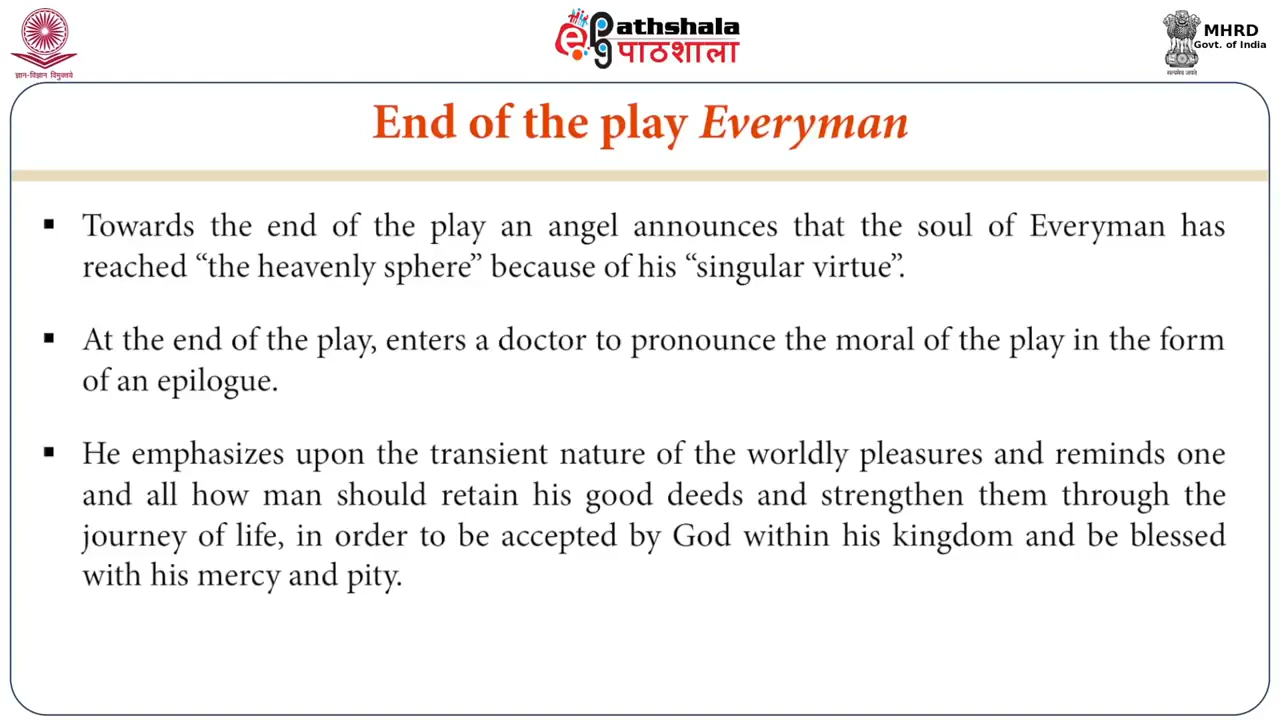 ज्ञान-विज्ञान विमुक्तये
ePathshala
पाठशाला
MHRD
Govt. of India
सत्यमेव जयते
End of the play Everyman
▪ Towards the end of the play an angel announces that the soul of Everyman has
reached “the heavenly sphere” because of his “singular virtue”.
▪ At the end of the play, enters a doctor to pronounce the moral of the play in the form
of an epilogue.
▪ He emphasizes upon the transient nature of the worldly pleasures and reminds one
and all how man should retain his good deeds and strengthen them through the
journey of life, in order to be accepted by God within his kingdom and be blessed
with his mercy and pity.